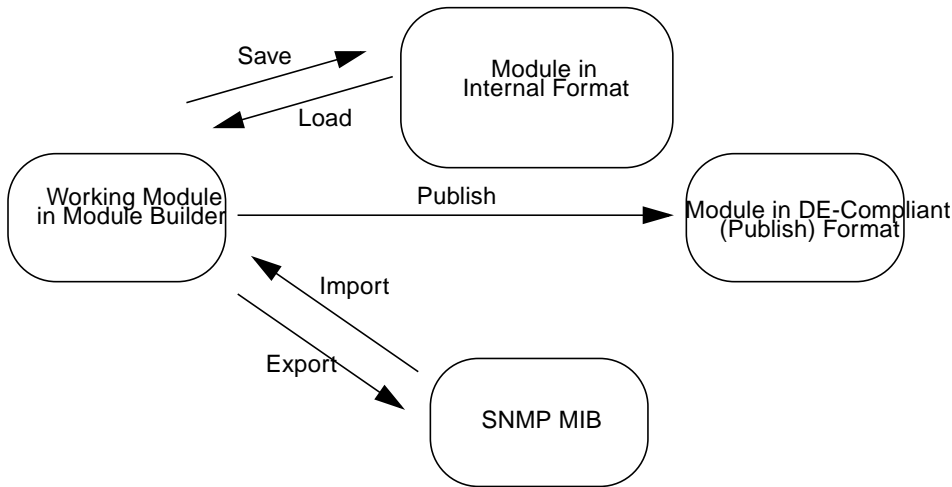 Save
Module in
Internal Format
Load
Working Module
in Module Builder
Publish
Module in DE-Compliant
(Publish) Format
Import
Export
SNMP MIB